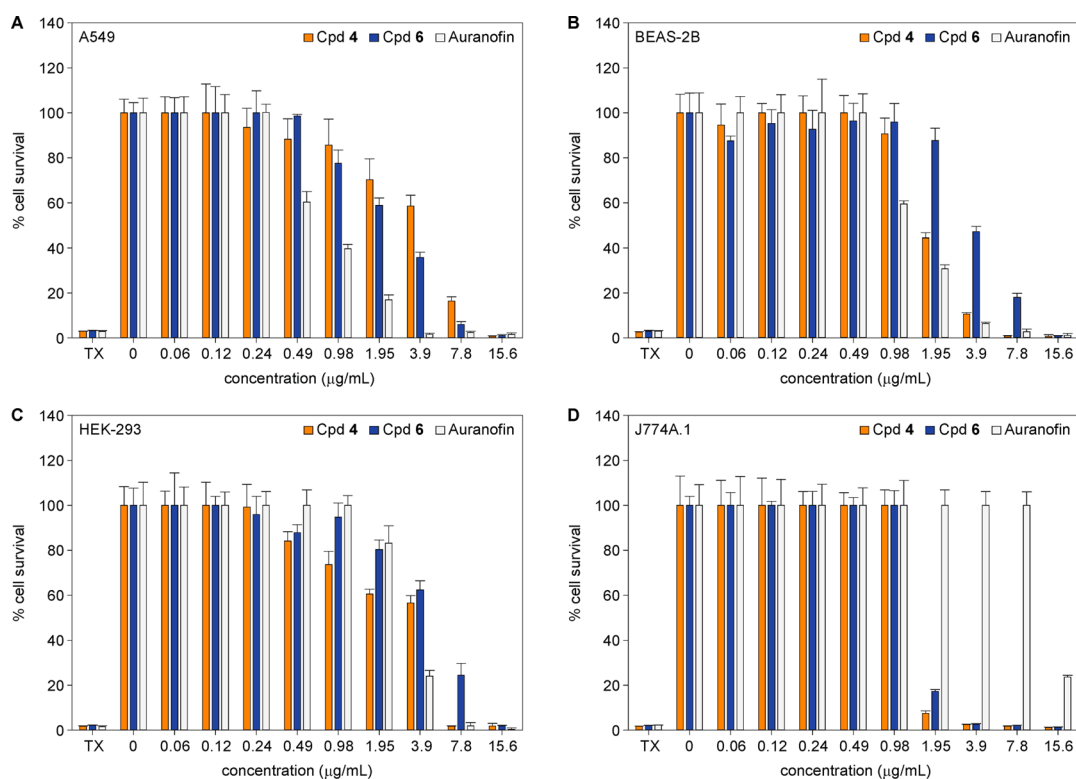 A
A549
Cpd 4 Cpd 6 Auranofin
140
120
100
80
60
40
20
0
% cell survival
TX 0 0.06 0.12 0.24 0.49 0.98 1.95 3.9 7.8 15.6
concentration (μg/mL)
B
BEAS-2B
Cpd 4 Cpd 6 Auranofin
140
120
100
80
60
40
20
0
% cell survival
TX 0 0.06 0.12 0.24 0.49 0.98 1.95 3.9 7.8 15.6
concentration (μg/mL)
C
HEK-293
Cpd 4 Cpd 6 Auranofin
140
120
100
80
60
40
20
0
% cell survival
TX 0 0.06 0.12 0.24 0.49 0.98 1.95 3.9 7.8 15.6
concentration (μg/mL)
D
J774A.1
Cpd 4 Cpd 6 Auranofin
140
120
100
80
60
40
20
0
% cell survival
TX 0 0.06 0.12 0.24 0.49 0.98 1.95 3.9 7.8 15.6
concentration (μg/mL)